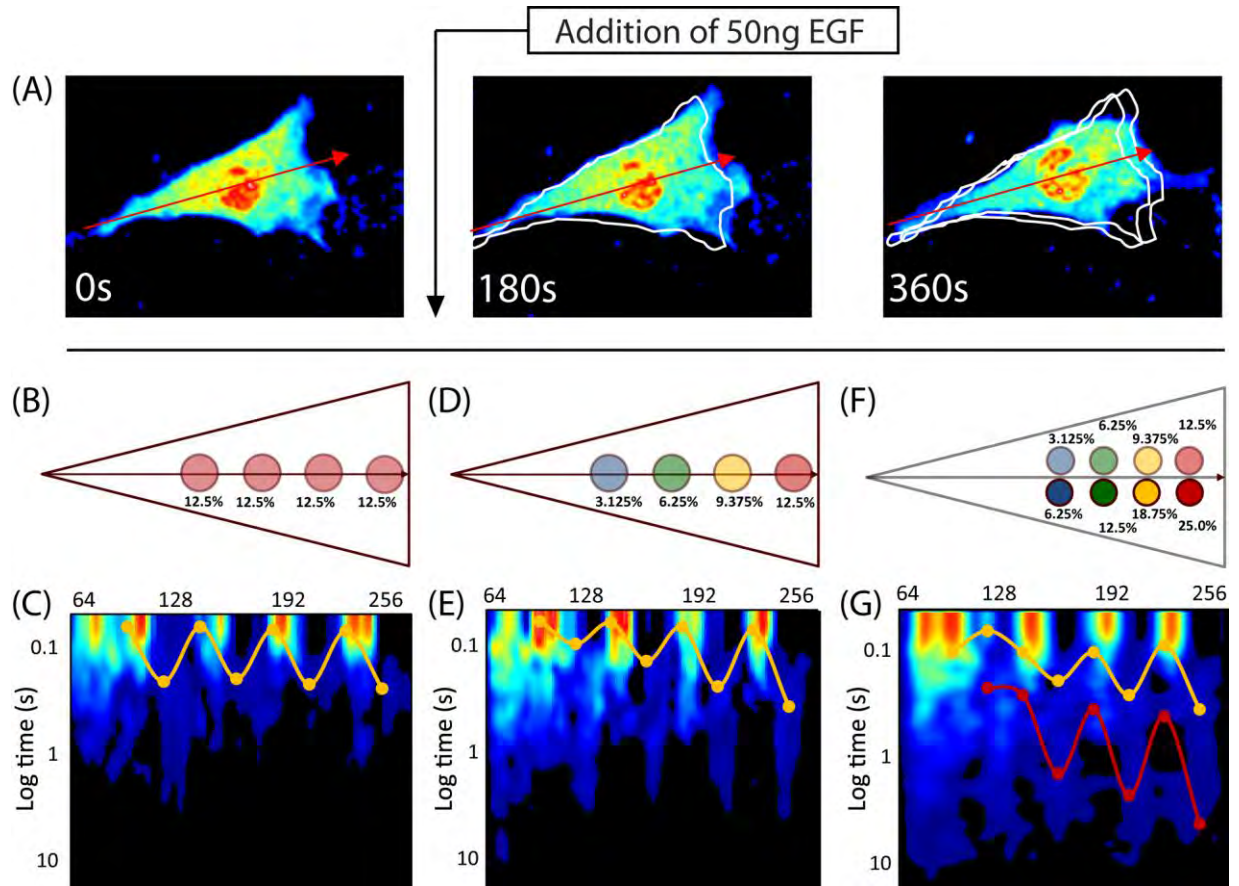 Addition of 50ng EGF
(A)
0s
180s
360s
(B)
12.5% 12.5% 12.5% 12.5%
(D)
3.125% 6.25% 9.375% 12.5%
(F)
6.25% 12.5%
3.125% 9.375%
6.25% 18.75%
12.5% 25.0%
(C)
64 128 192 256
0.1
1
10
Log time (s)
(E)
64 128 192 256
0.1
1
10
Log time (s)
(G)
64 128 192 256
0.1
1
10
Log time (s)